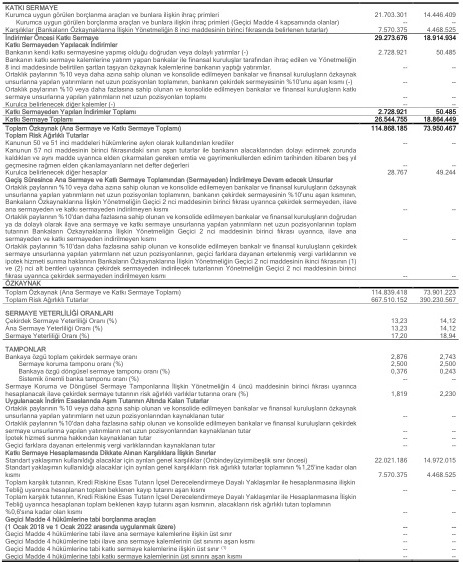 KATKI SERMAYE
Kurumca uygun görülen borçlanma araçları ve bunlara ilişkin ihraç primleri 21.703.301 14.446.409
Kurumca uygun görülen borçlanma araçları ve bunlara ilişkin ihraç primleri (Geçici Madde 4 kapsamında olanlar) -- --
Karşılıklar (Bankaların Özkaynaklarına İlişkin Yönetmeliğin 8 inci maddesinin birinci fıkrasında belirenen tutarlar) 7.570.375 4.468.525
İndirimler Öncesi Katkı Sermaye 29.273.676 18.914.934
Katkı Sermayeden Yapılacak İndirimler
Bankanın kendi katkı sermayesine yapmış olduğu doğrudan veya dolaylı yatırımlar (-) 2.728.921 50.485
Bankanın katkı sermaye kalemlerine yatırım yapan bankalar ile finansal kuruluşlar tarafından ihraç edilen ve Yönetmeliğin
8 inci maddesinde belirtilen şartları taşıyan özkaynak kalemlerine bankanın yaptığı yatırımlar. -- --
Ortaklık paylarının %10 veya daha azına sahip olunan ve konsolide edilmeyen bankalar ve finansal kuruluşların özkaynak
unsurlarına yapılan yatırımların net uzun pozisyonları toplamının, bankanın çekirdek sermayesinin %10'unu aşan kısmı (-) -- --
Ortaklık paylarının %10 veya daha azına sahip olunan ve konsolide edilmeyen bankalar ve finansal kuruluşların katkı
sermaye unsurlarına yapılan yatırımların net uzun pozisyonları toplamı -- --
Kurulca belirlenecek diğer kalemler (-) -- --
Katkı Sermayeden Yapılan İndirimler Toplamı 2.728.921 50.485
Katkı Sermaye Toplamı 26.544.755 18.864.449
Toplam Özkaynak (Ana Sermaye ve Katkı Sermaye Toplamı) 114.868.185 73.950.467
Toplam Risk Ağırlıklı Tutarlar
Kanunun 50 ve 51 inci maddeleri hükümlerine aykırı olarak kullandırılan krediler -- --
Kanunun 57 nci maddesinin birinci fıkrasındaki sınırı aşan tutarlar ile bankanın alacaklarından dolayı edinmek zorunda
kaldıkları ve aynı madde uyarınca elden çıkarmaları gereken emtia ve gayrimenkullerden edinim tarihinden itibaren beş yıl
geçmesine rağmen elden çıkarılamayanların net defter değerleri -- --
Kurulca belirlenecek diğer hesaplar 28.767 49.244
Geçiş Süresince Ana Sermaye ve Katkı Sermaye Toplamından (Sermayeden) İndirilmeye Devam edecek Unsurlar
Ortaklık paylarının %10 veya daha azına sahip olunan ve konsolide edilmeyen bankalar ve finansal kuruluşların özkaynak
unsurlarına yapılan yatırımların net uzun pozisyonları toplamının, bankanın çekirdek sermayesinin %10'unu aşan kısmının,
Bankaların Özkaynaklarına İlişkin Yönetmeliğin Geçici 2 nci maddesinin birinci fıkrası uyarınca çekirdek sermayeden, ilave
ana sermayeden ve katkı sermayeden indirilmeyen kısmı -- --
Ortaklık paylarının %10'dan daha fazlasına sahip olunan ve konsolide edilmeyen bankalar ve finansal kuruluşların doğrudan
ya da dolaylı olarak ilave ana sermaye ve katkı sermaye unsurlarına yapılan yatırımların net uzun pozisyonlarının toplam
tutarının Bankaların Özkaynaklarına İlişkin Yönetmeliğin Geçici 2 nci maddesinin birinci fıkrası uyarınca, ilave ana
sermayeden ve katkı sermayeden indirilmeyen kısmı -- --
Ortaklık paylarının %10'dan daha fazlasına sahip olunan ve konsolide edilmeyen bankalar ve finansal kuruluşların çekirdek
sermaye unsurlarına yapılan yatırımların net uzun pozisyonlarının, geçici farklara dayanan ertelenmiş vergi varlıklarının ve
ipotek hizmeti sunma haklarının Bankaların Özkaynaklarına İlişkin Yönetmeliğin Geçici 2 nci maddesinin ikinci fıkrasının (1)
ve (2) nci alt bentleri uyarınca çekirdek sermayeden indirilecek tutarlarının Yönetmeliğin Geçici 2 nci maddesinin birinci
fıkrası uyarınca çekirdek sermayeden indirilmeyen kısmı -- --
ÖZKAYNAK
Toplam Özkaynak (Ana Sermaye ve Katkı Sermaye Toplamı) 114.839.418 73.901.223
Toplam Risk Ağırlıklı Tutarlar 667.510.152 390.230.567
SERMAYE YETERLİLİĞİ ORANLARI
Çekirdek Sermaye Yeterliliği Oranı (%) 13,23 14,12
Ana Sermaye Yeterliliği Oranı (%) 13,23 14,12
Sermaye Yeterliliği Oranı (%) 17,20 18,94
TAMPONLAR
Bankaya özgü toplam çekirdek sermaye oranı 2,876 2,743
Sermaye koruma tamponu oranı (%) 2,500 2,500
Bankaya özgü döngüsel sermaye tamponu oranı (%) 0,376 0,243
Sistemik önemli banka tamponu oranı (%) -- --
Sermaye Koruma ve Döngüsel Sermaye Tamponlarına İlişkin Yönetmeliğin 4 üncü maddesinin birinci fıkrası uyarınca
hesaplanacak ilave çekirdek sermaye tutarının risk ağırlıklı varlıklar tutarına oranı (%) 1,819 2,230
Uygulanacak İndirim Esaslarında Aşım Tutarının Altında Kalan Tutarlar
Ortaklık paylarının %10 veya daha azına sahip olunan ve konsolide edilmeyen bankalar ve finansal kuruluşların özkaynak
unsurlarına yapılan yatırımların net uzun pozisyonlarından kaynaklanan tutar -- --
Ortaklık paylarının %10'dan daha fazlasına sahip olunan ve konsolide edilmeyen bankalar ve finansal kuruluşların çekirdek
sermaye unsurlarına yapılan yatırımların net uzun pozisyonlarından kaynaklanan tutar -- --
İpotek hizmeti sunma hakkından kaynaklanan tutar -- --
Geçici farklara dayanan ertelenmiş vergi varlıklarından kaynaklanan tutar -- --
Katkı Sermaye Hesaplamasında Dikkate Alınan Karşılıklara İlişkin Sınırlar
Standart yaklaşımın kullanıldığı alacaklar için ayrılan genel karşılıklar (Onbindeyüzyirmibeşlik sınır öncesi) 22.021.186 14.972.015
Standart yaklaşımın kullanıldığı alacaklar için ayrılan genel karşılıkların risk ağırlıklı tutarlar toplamının %1,25'ine kadar olan
kısmı 7.570.375 4.468.525
Toplam karşılık tutarının, Kredi Riskine Esas Tutarın İçsel Derecelendirmeye Dayalı Yaklaşımlar ile hesaplanmasına ilişkin
Tebliğ uyarınca hesaplanan toplam beklenen kayıp tutarını aşan kısmı -- --
Toplam karşılık tutarının, Kredi Riskine Esas Tutarın İçsel Derecelendirmeye Dayalı Yaklaşımlar ile Hesaplanmasına İlişkin
Tebliğ uyarınca hesaplanan toplam beklenen kayıp tutarını aşan kısmının, alacakların risk ağırlıklı tutarı toplamının
%0,6'sına kadar olan kısmı -- --
Geçici Madde 4 hükümlerine tabi borçlanma araçları
(1 Ocak 2018 ve 1 Ocak 2022 arasında uygulanmak üzere)
Geçici Madde 4 hükümlerine tabi ilave ana sermaye kalemlerine ilişkin üst sınır -- --
Geçici Madde 4 hükümlerine tabi ilave ana sermaye kalemlerinin üst sınırını aşan kısmı -- --
Geçici Madde 4 hükümlerine tabi katkı sermaye kalemlerine ilişkin üst sınır -- --
Geçici Madde 4 hükümlerine tabi katkı sermaye kalemlerinin üst sınırını aşan kısmı -- --